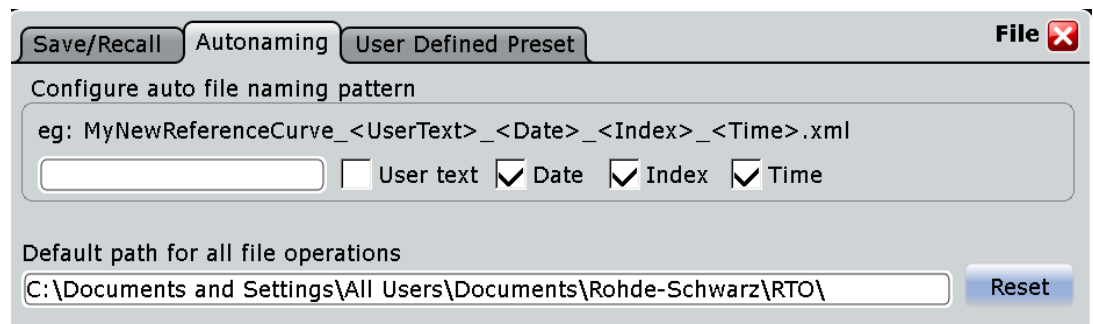 Save/Recall Autonaming User Defined Preset File
Configure auto file naming pattern
eg: MyNewReferenceCurve_<UserText>_<Date>_<Index>_<Time>.xml
User text Date Index Time
Default path for all file operations
C:\Documents and Settings\All Users\Documents\Rohde-Schwarz\RTO\ Reset